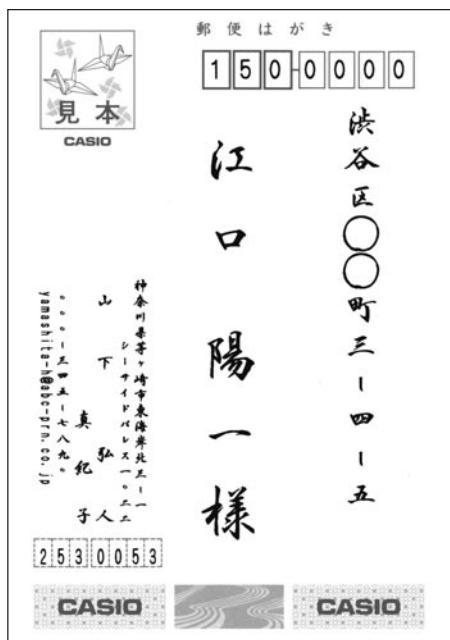 郵便はがき
150-0000
見本
CASIO
渋谷区〇〇町三ー四ー五
江口 陽一様
神奈川県茅ヶ崎市東海岸北三ー一
シーサイドパレス一〇二二
山下 弘人
真紀子
〇〇〇〇ー三四五ー七八九〇
yamashita-h@abc-prn.co.jp
2530053
CASIO
CASIO